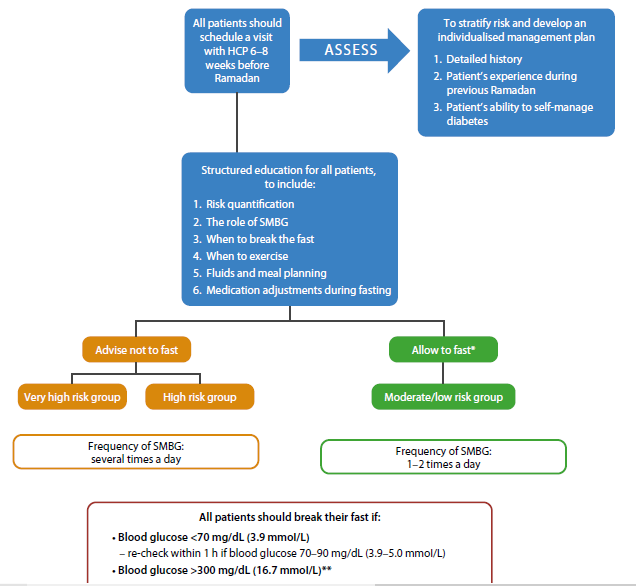 All patients should
schedule a visit
with HCP 6–8
weeks before
Ramadan
ASSESS
To stratify risk and develop an
individualised management plan
1. Detailed history
2. Patient's experience during
previous Ramadan
3. Patient's ability to self-manage
diabetes
Structured education for all patients,
to include:
1. Risk quantification
2. The role of SMBG
3. When to break the fast
4. When to exercise
5. Fluids and meal planning
6. Medication adjustments during fasting
Advise not to fast
Allow to fast*
Very high risk group
High risk group
Moderate/low risk group
Frequency of SMBG:
several times a day
Frequency of SMBG:
1–2 times a day
All patients should break their fast if:
• Blood glucose <70 mg/dL (3.9 mmol/L)
– re-check within 1 h if blood glucose 70–90 mg/dL (3.9–5.0 mmol/L)
• Blood glucose >300 mg/dL (16.7 mmol/L)**